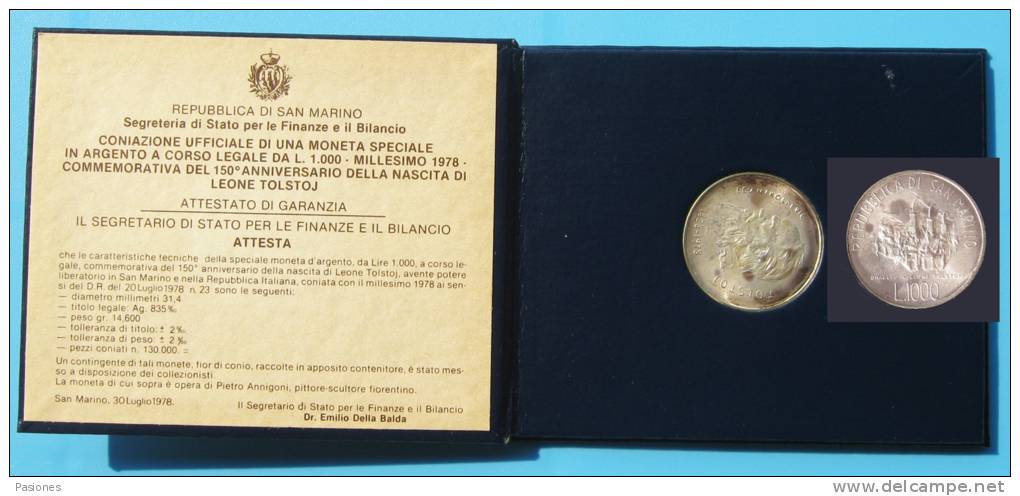 REPUBBLICA DI SAN MARINO
Segreteria di Stato per le Finanze e il Bilancio
CONIAZIONE UFFICIALE DI UNA MONETA SPECIALE
IN ARGENTO A CORSO LEGALE DA L. 1.000 - MILLESIMO 1978 -
COMMEMORATIVA DEL 150° ANNIVERSARIO DELLA NASCITA DI
LEONE TOLSTOJ
ATTESTATO DI GARANZIA
IL SEGRETARIO DI STATO PER LE FINANZE E IL BILANCIO
ATTESTA
che le caratteristiche tecniche della speciale moneta d'argento, da Lire 1.000, a corso le-
gale, commemorativa del 150° anniversario della nascita di Leone Tolstoj, avente potere
liberatorio in San Marino e nella Repubblica Italiana, coniata con il millesimo 1978 ai sen-
si del D.R. del 20 Luglio 1978 n. 23 sono le seguenti:
— diametro millimetri 31,4
— titolo legale: Ag. 835‰
— peso gr. 14,600
— tolleranza di titolo: ± 2‰
— tolleranza di peso: ± 2‰
— pezzi coniati n. 130.000 =
Un contingente di tali monete, fior di conio, raccolte in apposito contenitore, è stato mes-
so a disposizione dei collezionisti.
La moneta di cui sopra è opera di Pietro Annigoni, pittore-scultore fiorentino.
San Marino, 30 Luglio 1978.
Il Segretario di Stato per le Finanze e il Bilancio
Dr. Emilio Della Balda
TOLSTOJ
REPUBBLICA DI SAN MARINO
L.1000
Pasiones
delcampe.net